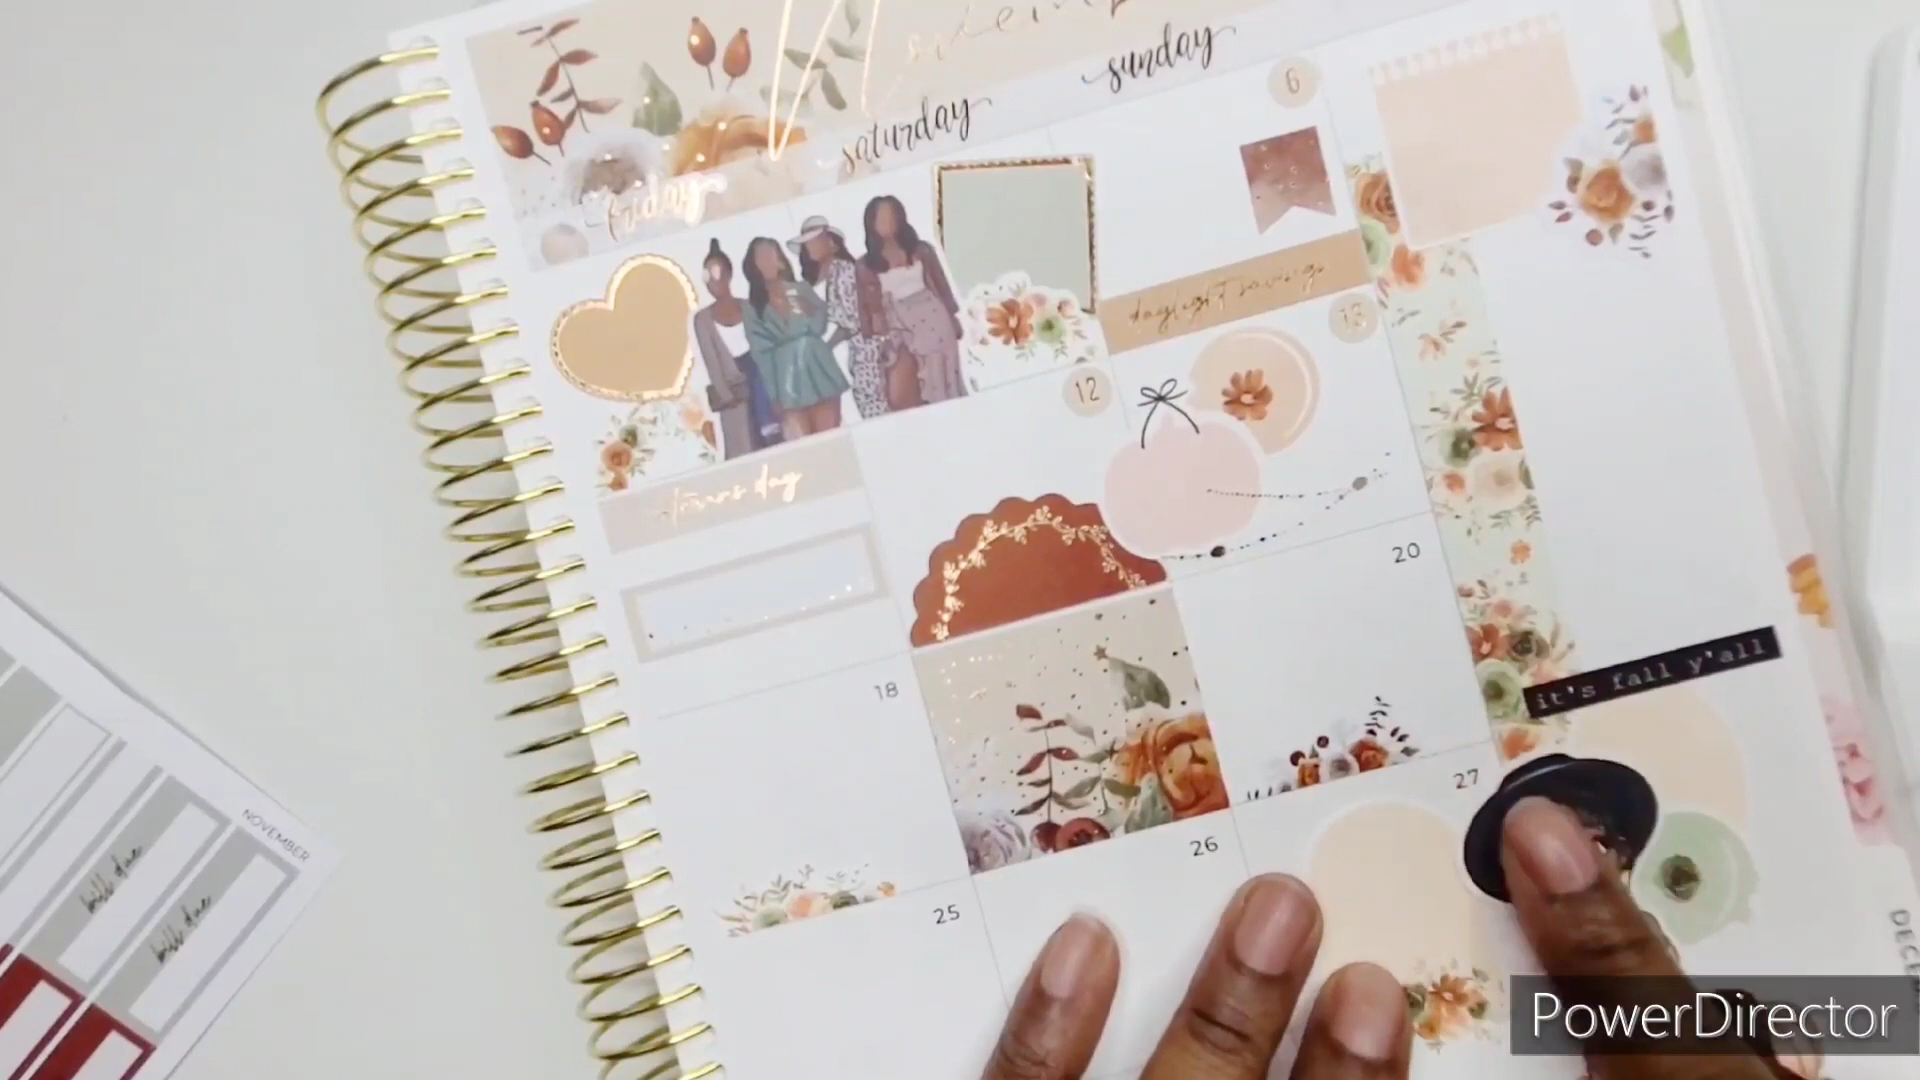 sunday
saturday
6
friday
daylight savings
13
12
day
20
it's fall y'all
18
27
NOVEMBER
26
bill due
bill due
25
PowerDirector